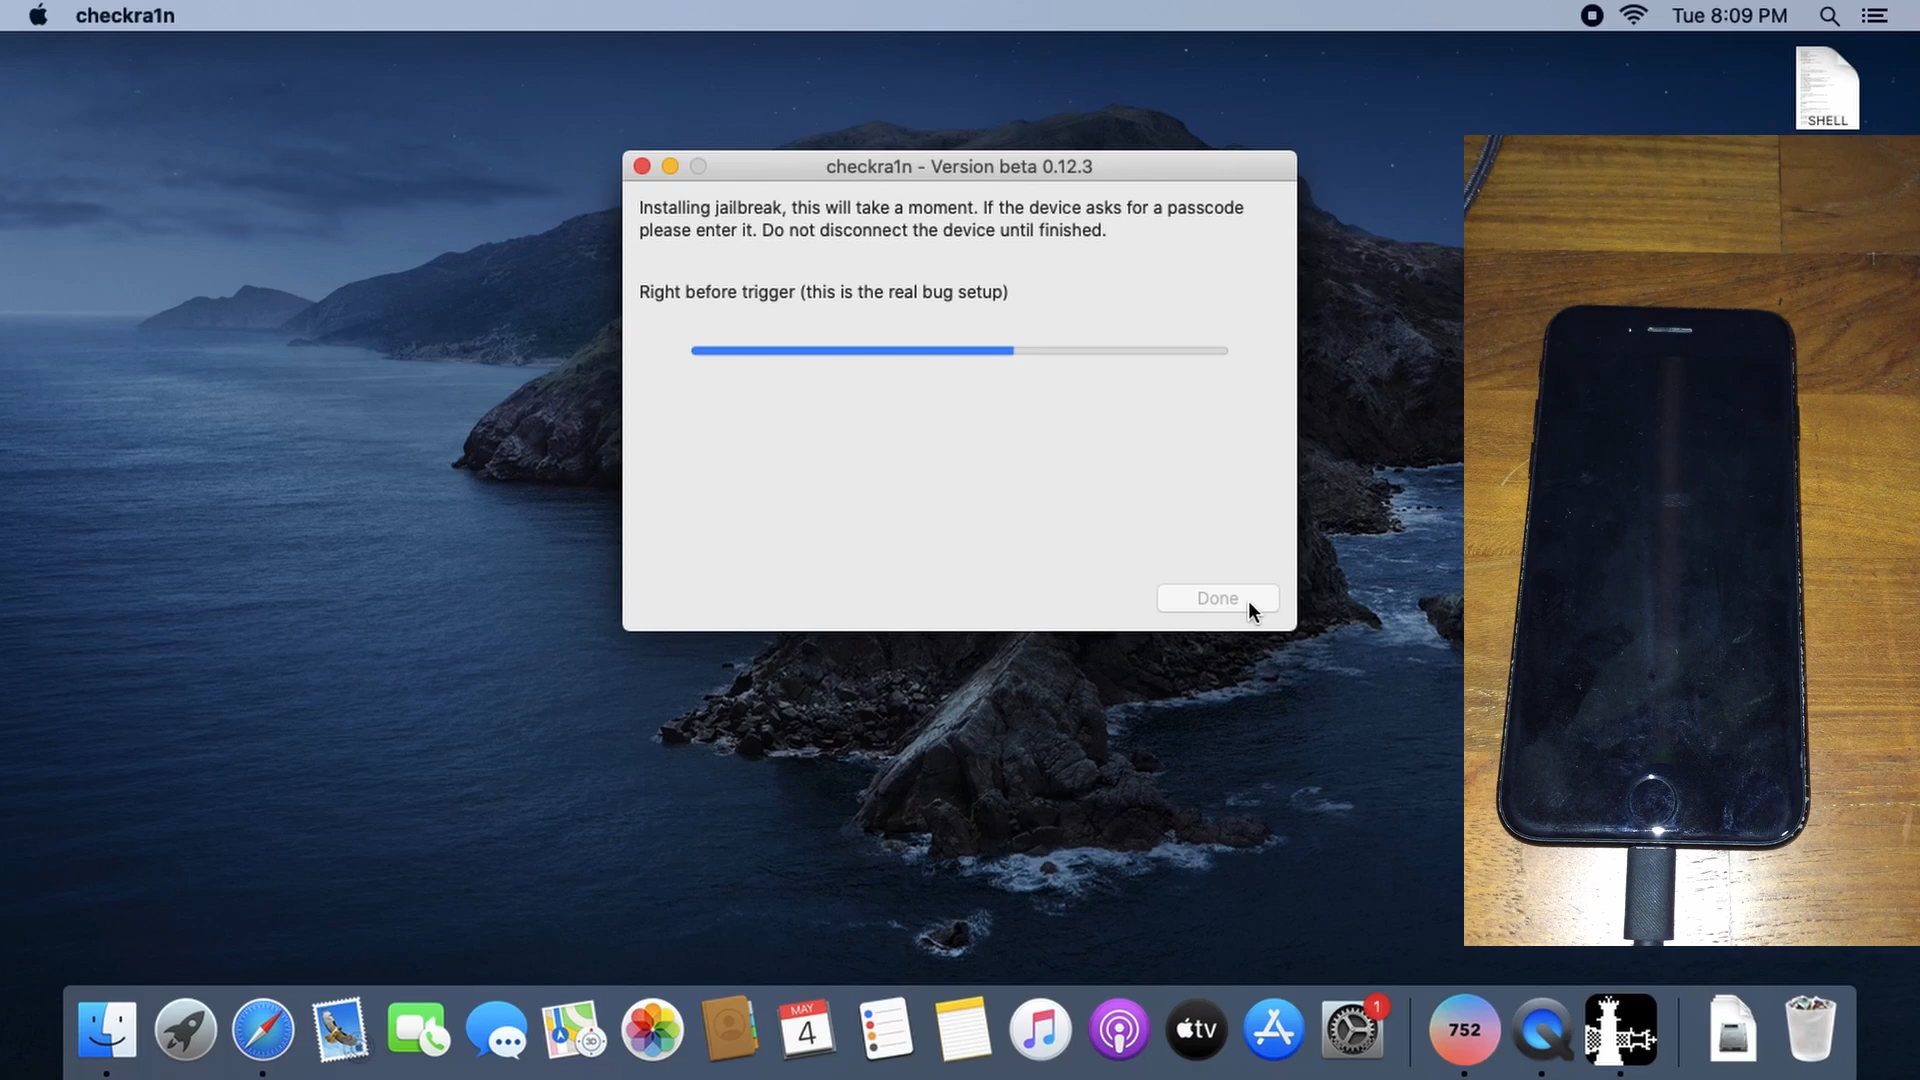 checkra1n
Tue 8:09 PM
SHELL
checkra1n - Version beta 0.12.3
Installing jailbreak, this will take a moment. If the device asks for a passcode
please enter it. Do not disconnect the device until finished.
Right before trigger (this is the real bug setup)
Done
MAY
4
3D
tv
1
752